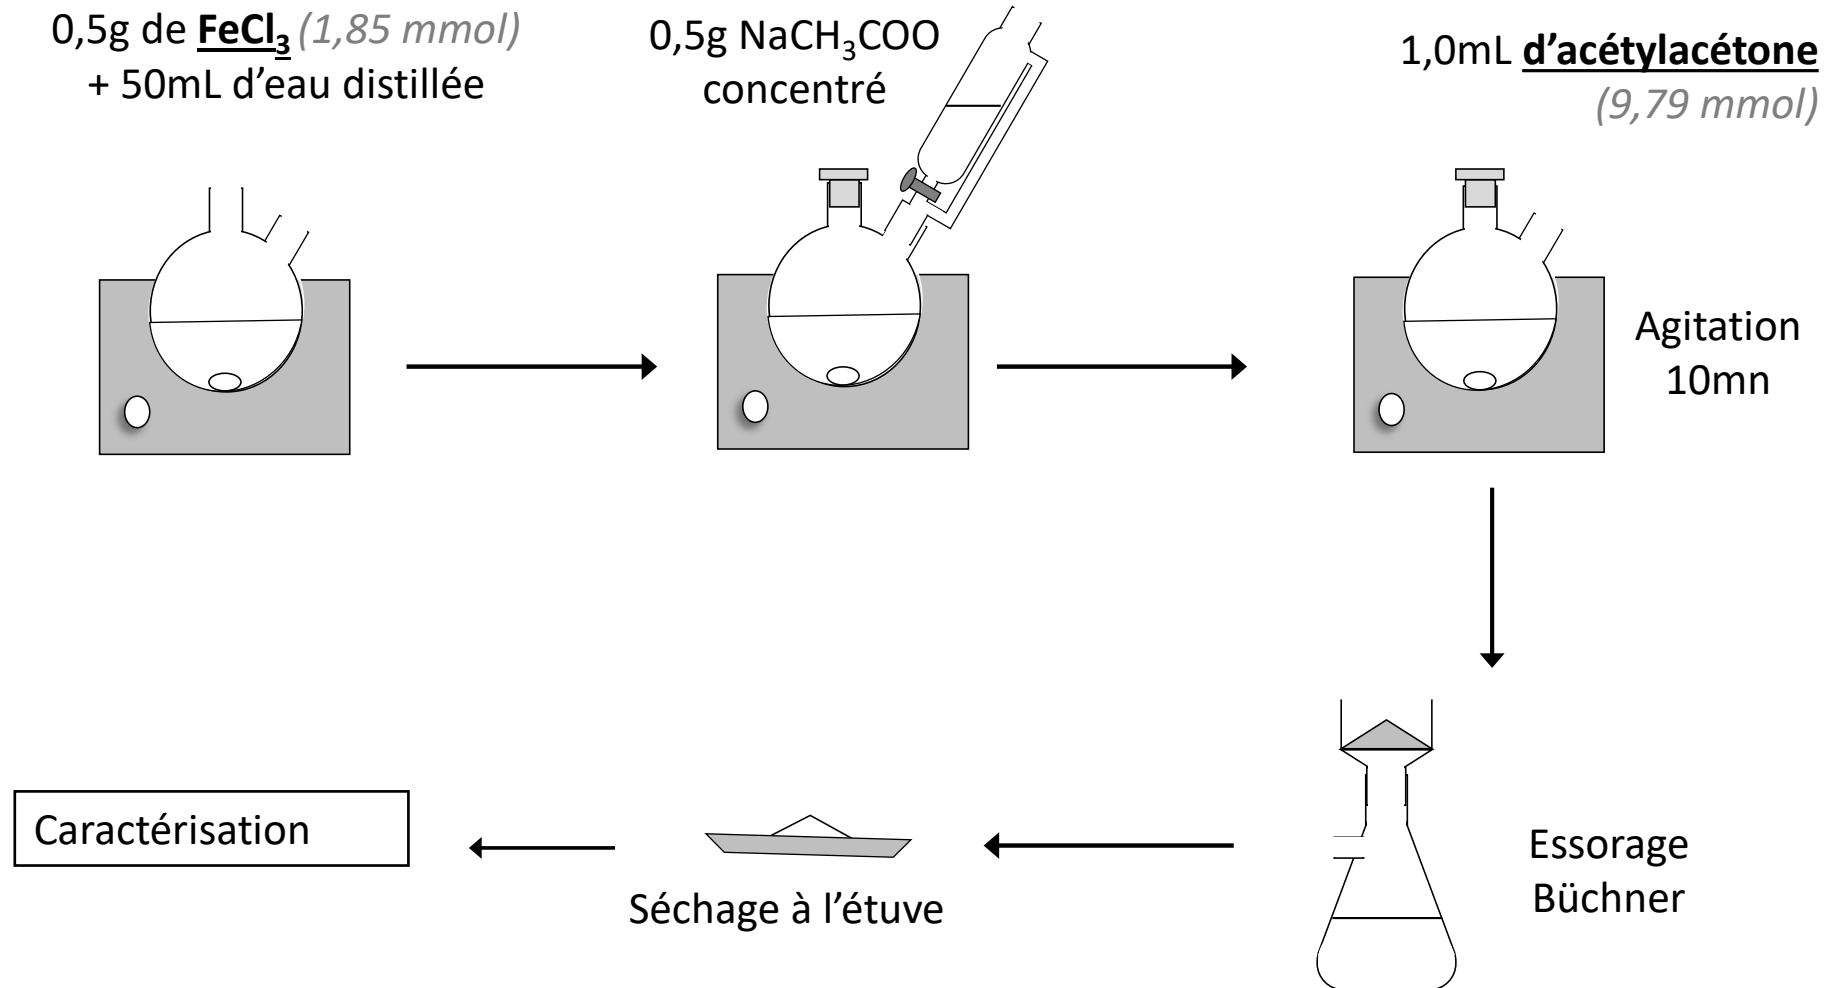 0,5g de FeCl₃ (1,85 mmol)
+ 50mL d'eau distillée
0,5g NaCH₃COO
concentré
1,0mL d'acétylacétone
(9,79 mmol)
Agitation
10mn
Essorage
Büchner
Séchage à l'étuve
Caractérisation